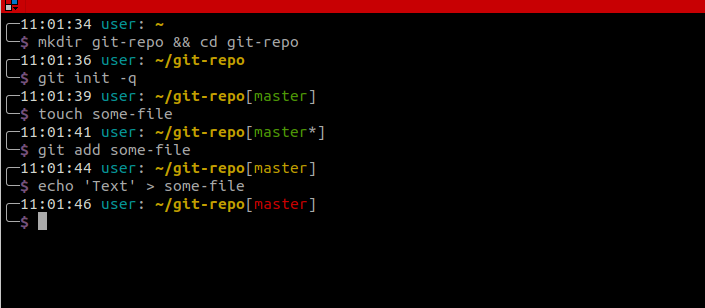 ╭─11:01:34 user: ~
╰─$ mkdir git-repo && cd git-repo
╭─11:01:36 user: ~/git-repo
╰─$ git init -q
╭─11:01:39 user: ~/git-repo[master]
╰─$ touch some-file
╭─11:01:41 user: ~/git-repo[master*]
╰─$ git add some-file
╭─11:01:44 user: ~/git-repo[master]
╰─$ echo 'Text' > some-file
╭─11:01:46 user: ~/git-repo[master]
╰─$